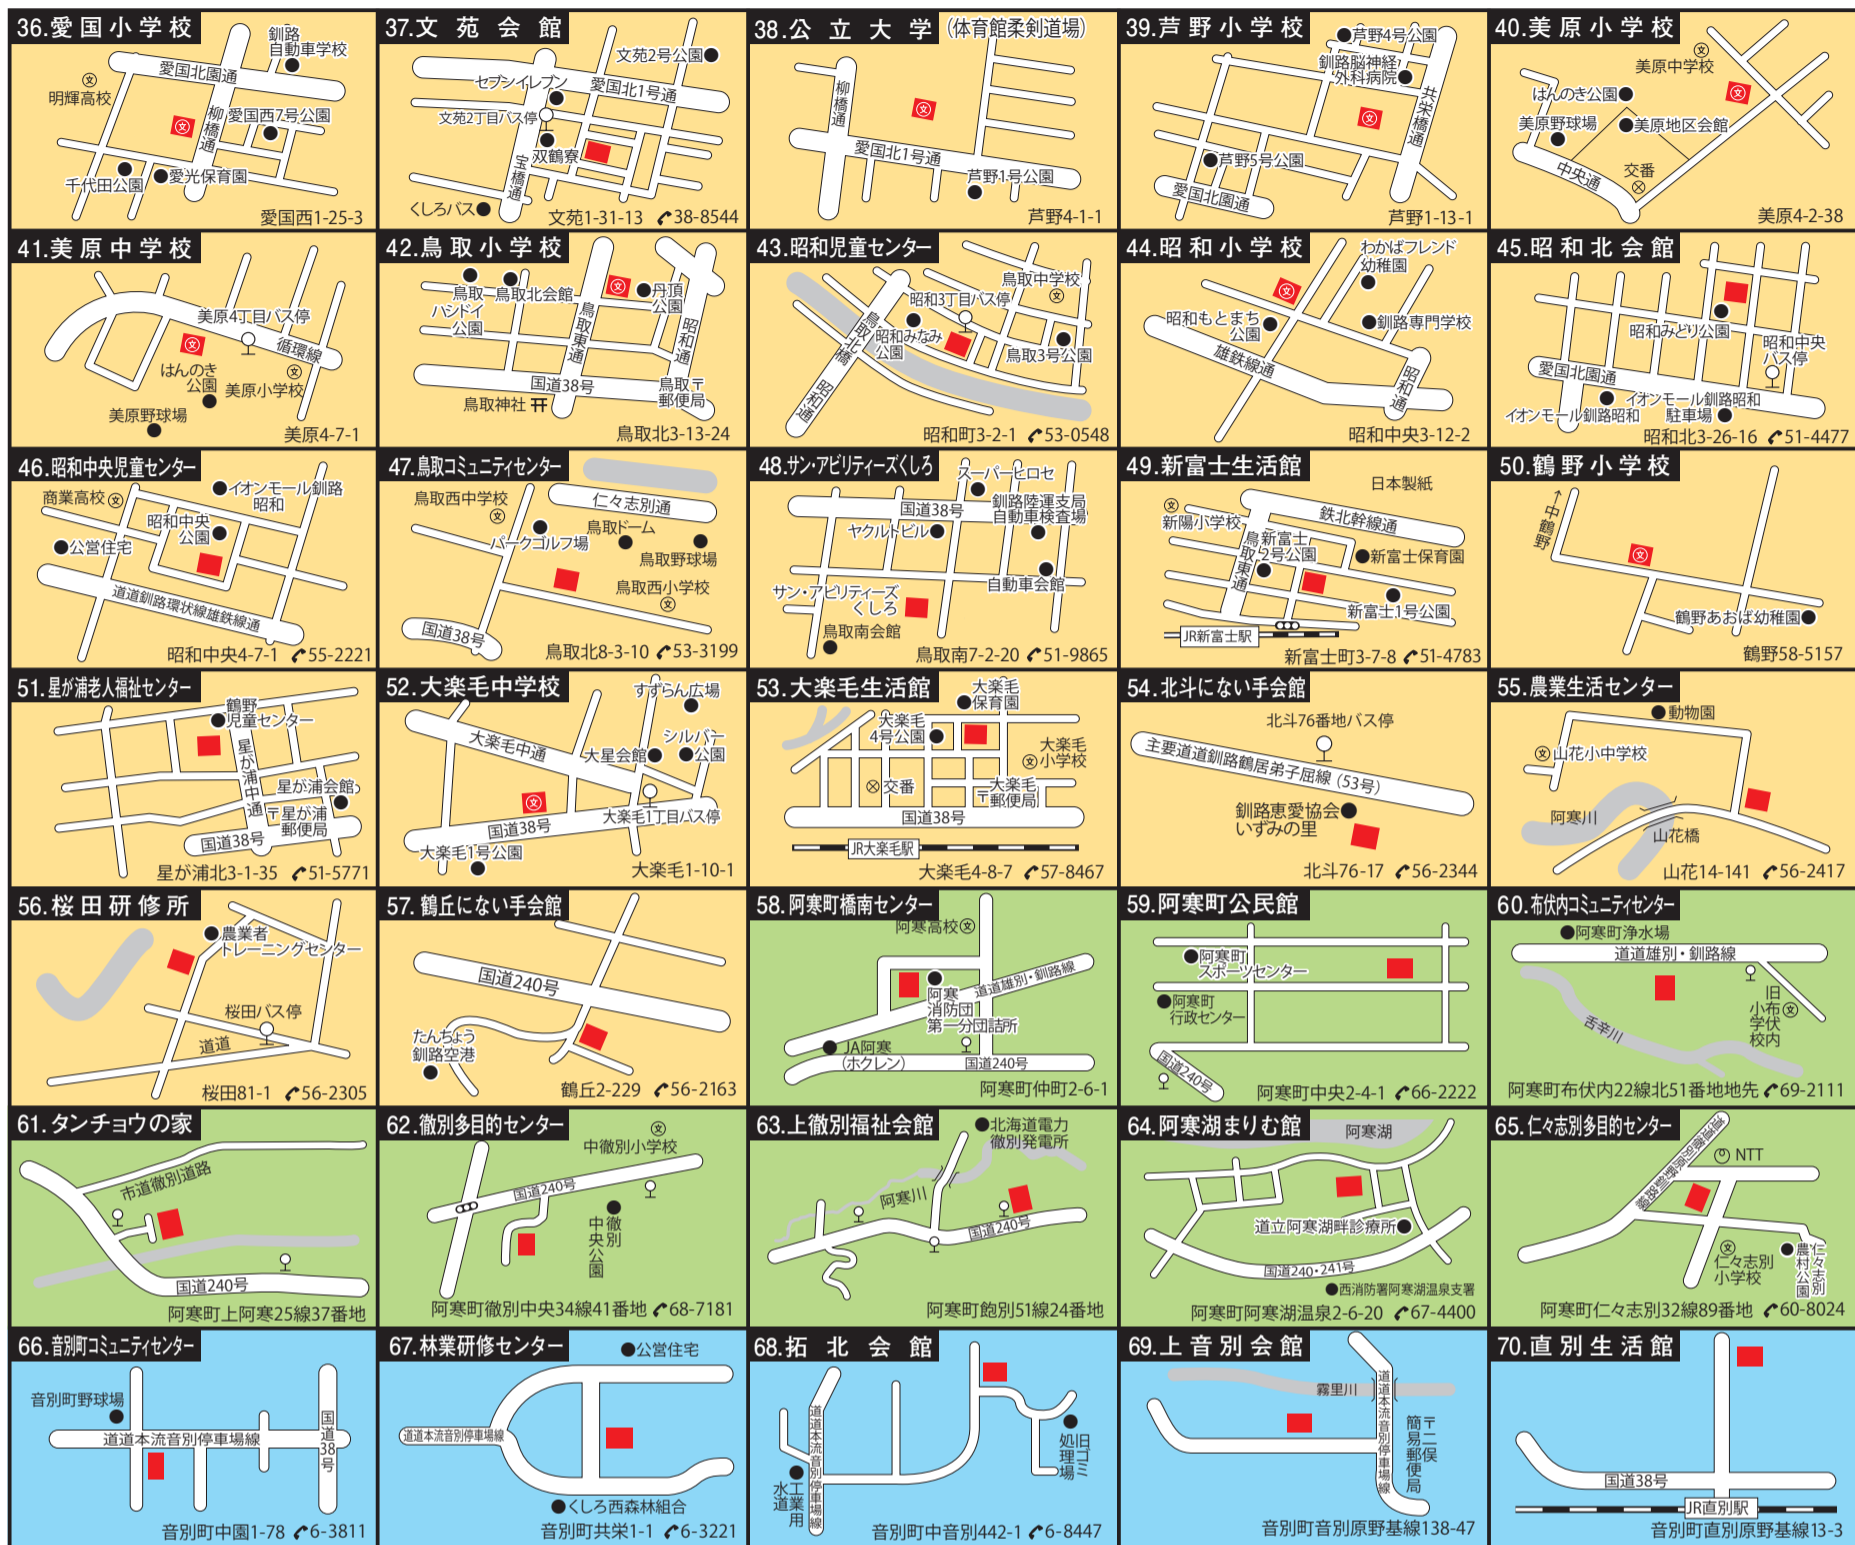 36.愛国小学校
釧路
自動車学校
愛国北園通
明輝高校
柳橋通
愛国西7号公園
千代田公園
愛光保育園
愛国西1-25-3
37.文苑会館
文苑2号公園
セブンイレブン
愛国北1号通
文苑2丁目バス停
双鶴寮
宝橋通
くしろバス
文苑1-31-13 38-8544
38.公立大学(体育館柔剣道場)
柳橋通
愛国北1号通
芦野1号公園
芦野4-1-1
39.芦野小学校
芦野4号公園
釧路脳神経
外科病院
共栄橋通
芦野5号公園
愛国北園通
芦野1-13-1
40.美原小学校
美原中学校
はんのき公園
美原野球場
美原地区会館
中央通
交番
美原4-2-38
41.美原中学校
美原4丁目バス停
循環線
はんのき
公園
美原小学校
美原野球場
美原4-7-1
42.鳥取小学校
鳥取
ハシドイ
公園
鳥取北会館
丹頂
公園
鳥取東通
昭和通
国道38号
鳥取神社
鳥取〒
郵便局
鳥取北3-13-24
43.昭和児童センター
鳥取中学校
昭和3丁目バス停
鳥取北橋
昭和みなみ
公園
鳥取3号公園
昭和通
昭和町3-2-1 53-0548
44.昭和小学校
わかばフレンド
幼稚園
昭和もとまち
公園
釧路専門学校
雄鉄線通
昭和通
昭和中央3-12-2
45.昭和北会館
昭和みどり公園
昭和中央
バス停
愛国北園通
イオンモール釧路昭和
イオンモール釧路昭和
駐車場
昭和北3-26-16 51-4477
46.昭和中央児童センター
商業高校
イオンモール釧路
昭和
昭和中央
公園
公営住宅
道道釧路環状線雄鉄線通
昭和中央4-7-1 55-2221
47.鳥取コミュニティセンター
鳥取西中学校
仁々志別通
鳥取ドーム
パークゴルフ場
鳥取野球場
鳥取西小学校
国道38号
鳥取北8-3-10 53-3199
48.サン・アビリティーズくしろ
スーパーヒロセ
国道38号
釧路陸運支局
自動車検査場
ヤクルトビル
自動車会館
サン・アビリティーズ
くしろ
鳥取南会館
鳥取南7-2-20 51-9865
49.新富士生活館
日本製紙
新陽小学校
鉄北幹線通
鳥取東通
新富士
2号公園
新富士保育園
新富士1号公園
JR新富士駅
新富士町3-7-8 51-4783
50.鶴野小学校
→中鶴野
鶴野あおば幼稚園
鶴野58-5157
51.星が浦老人福祉センター
鶴野
児童センター
星が浦中通
星が浦会館
〒星が浦
郵便局
国道38号
星が浦北3-1-35 51-5771
52.大楽毛中学校
すずらん広場
大楽毛中通
大星会館
シルバー
公園
国道38号
大楽毛1丁目バス停
大楽毛1号公園
大楽毛1-10-1
53.大楽毛生活館
大楽毛
保育園
大楽毛
4号公園
大楽毛
小学校
交番
大楽毛
〒郵便局
国道38号
JR大楽毛駅
大楽毛4-8-7 57-8467
54.北斗にない手会館
北斗76番地バス停
主要道道釧路鶴居弟子屈線(53号)
釧路恵愛協会
いずみの里
北斗76-17 56-2344
55.農業生活センター
動物園
山花小中学校
阿寒川
山花橋
山花14-141 56-2417
56.桜田研修所
農業者
トレーニングセンター
桜田バス停
道道
桜田81-1 56-2305
57.鶴丘にない手会館
国道240号
たんちょう
釧路空港
鶴丘2-229 56-2163
58.阿寒町橋南センター
阿寒高校
道道雄別・釧路線
阿寒
消防団
第一分団詰所
JA阿寒
(ホクレン)
国道240号
阿寒町仲町2-6-1
59.阿寒町公民館
阿寒町
スポーツセンター
阿寒町
行政センター
国道240号
阿寒町中央2-4-1 66-2222
60.布伏内コミュニティセンター
阿寒町浄水場
道道雄別・釧路線
旧布伏内
小学校
舌辛川
阿寒町布伏内22線北51番地地先 69-2111
61.タンチョウの家
市道徹別道路
国道240号
阿寒町上阿寒25線37番地
62.徹別多目的センター
中徹別小学校
国道240号
徹別
中央公園
阿寒町徹別中央34線41番地 68-7181
63.上徹別福祉会館
北海道電力
徹別発電所
阿寒川
国道240号
阿寒町飽別51線24番地
64.阿寒湖まりむ館
阿寒湖
道立阿寒湖畔診療所
国道240・241号
西消防署阿寒湖温泉支署
阿寒町阿寒湖温泉2-6-20 67-4400
65.仁々志別多目的センター
NTT
仁々志別
小学校
仁々志別
農村公園
阿寒町仁々志別32線89番地 60-8024
66.音別町コミュニティセンター
音別町野球場
道道本流音別停車場線
国道38号
音別町中園1-78 6-3811
67.林業研修センター
公営住宅
道道本流音別停車場線
くしろ西森林組合
音別町共栄1-1 6-3221
68.拓北会館
道道本流音別停車場線
旧ゴミ
処理場
工業用
水道
音別町中音別442-1 6-8447
69.上音別会館
霧里川
道道本流音別停車場線
〒二俣
簡易郵便局
音別町音別原野基線138-47
70.直別生活館
国道38号
JR直別駅
音別町直別原野基線13-3